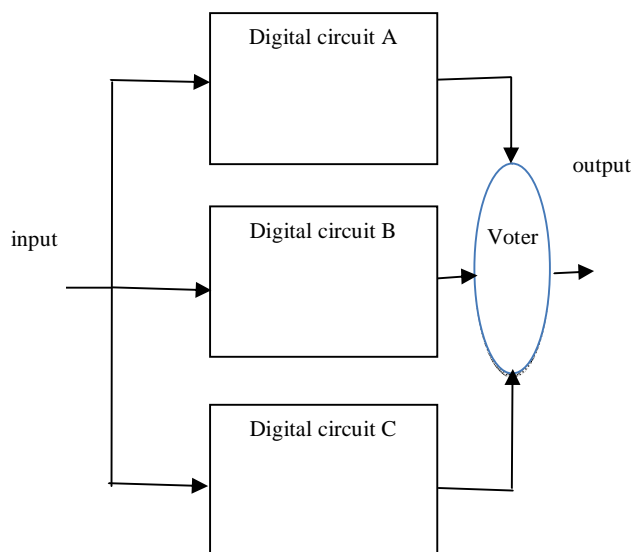 Digital circuit A
output
Digital circuit B
Voter
input
Digital circuit C